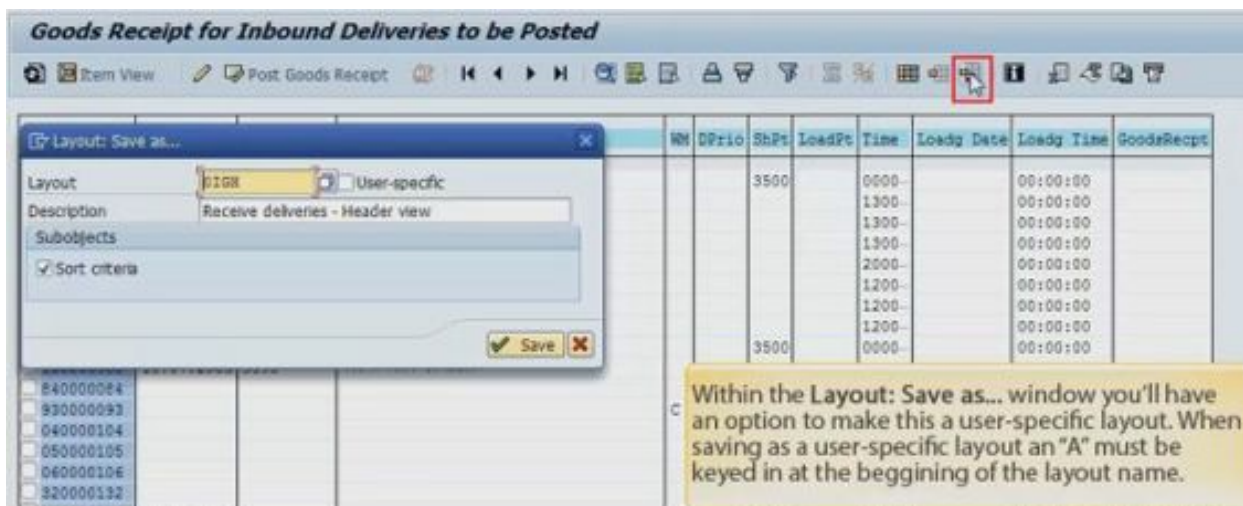 Goods Receipt for Inbound Deliveries to be Posted
Item View Post Goods Receipt
Layout: Save as...
WM DPrio ShPt LoadPt Time Loadg Date Loadg Time GoodsRecpt
Layout User-specific
3500 0000 00:00:00
Description Receive deliveries - Header view
1300 00:00:00
1300 00:00:00
Subobjects
1300 00:00:00
Sort criteria
2000 00:00:00
1200 00:00:00
1200 00:00:00
1200 00:00:00
Save
3500 0000 00:00:00
840000084
930000093 C
040000104
050000105
060000106
320000132
Within the Layout: Save as... window you'll have
an option to make this a user-specific layout. When
saving as a user-specific layout an "A" must be
keyed in at the beggining of the layout name.